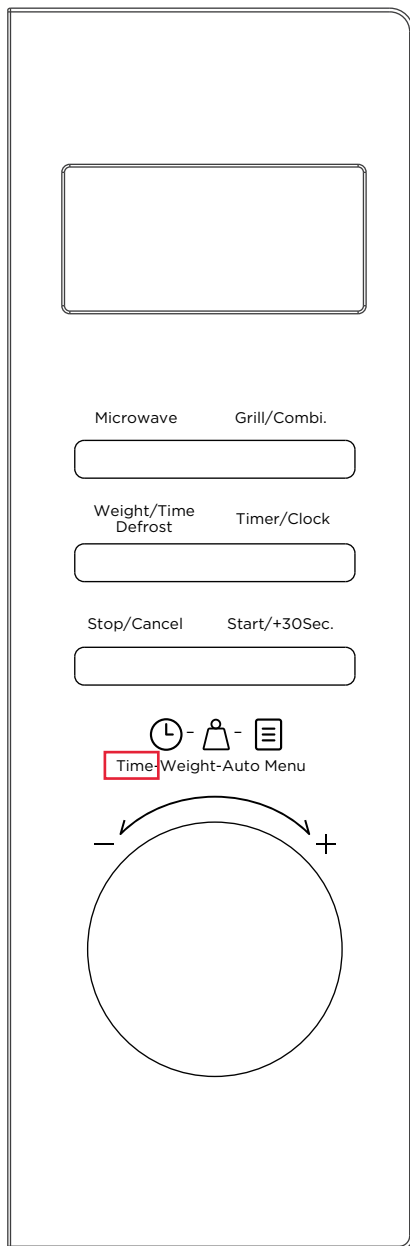 Microwave Grill/Combi.
Weight/Time
Defrost
Timer/Clock
Stop/Cancel Start/+30Sec.
Time-Weight-Auto Menu